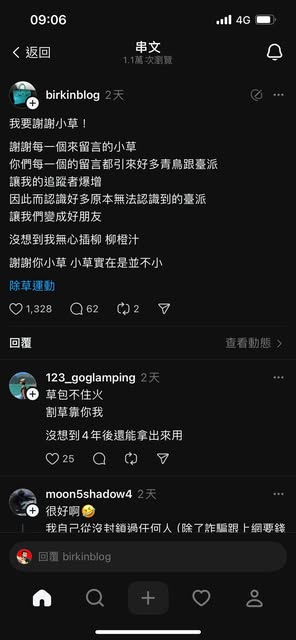 09:06
4G 96
返回
串文
1.1萬 次瀏覽
birkinblog 2天
我要謝謝小草！
謝謝每一個來留言的小草
你們每一個的留言都引來好多青鳥跟臺派
讓我的追蹤者爆增
因此而認識好多原本無法認識到的臺派
讓我們變成好朋友
沒想到我無心插柳 柳橙汁
謝謝你小草 小草實在是並不小
除草運動
1,328 62 2
回覆 查看動態
123_goglamping 2天
草包不住火
割草靠你我
沒想到4年後還能拿出來用
25
moon5shadow4 2天
很好啊🤣
我自己從沒封鎖過任何人 (除了詐騙跟上網要錢
回覆 birkinblog